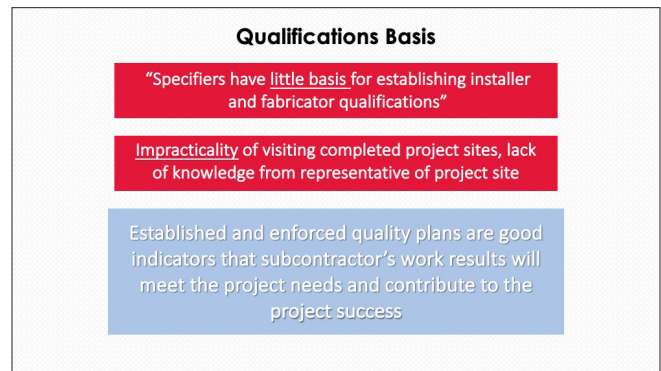 Qualifications Basis
“Specifiers have little basis for establishing installer
and fabricator qualifications”
Impracticality of visiting completed project sites, lack
of knowledge from representative of project site
Established and enforced quality plans are good
indicators that subcontractor’s work results will
meet the project needs and contribute to the
project success